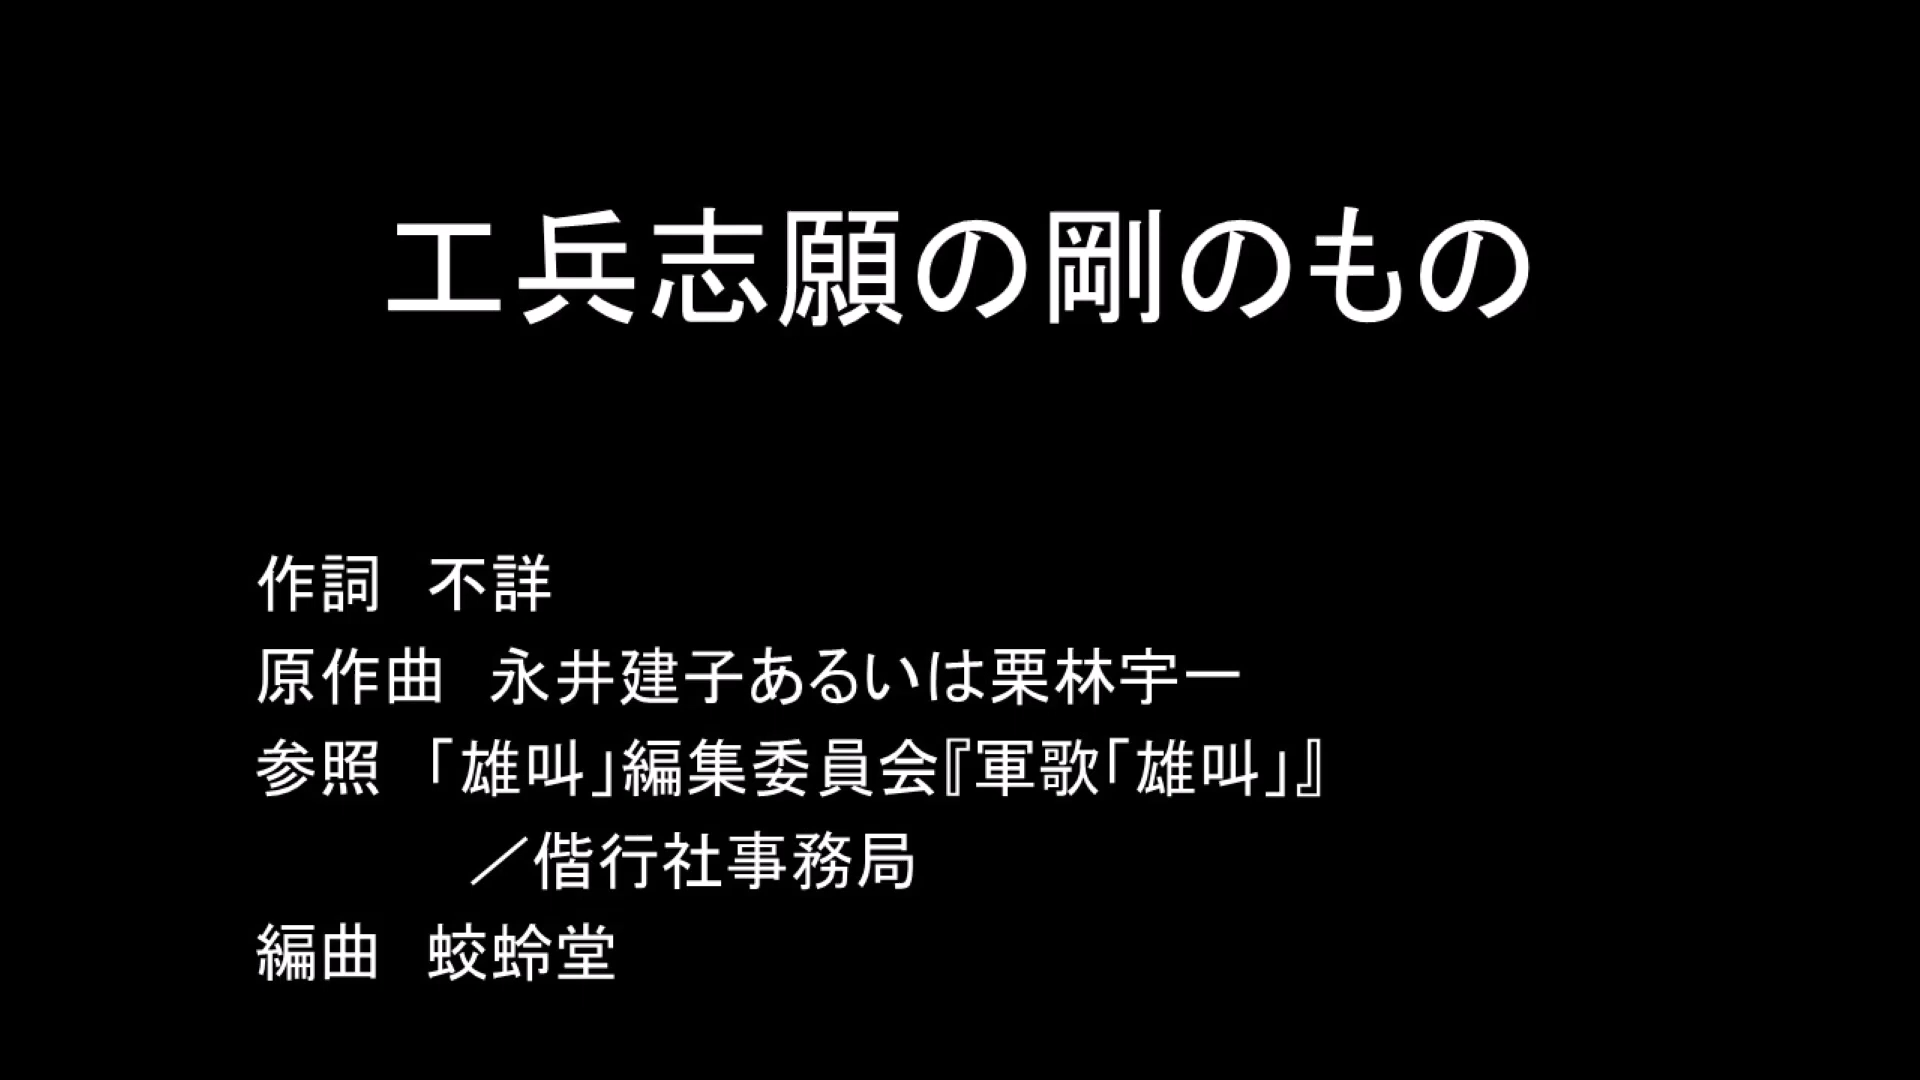 工兵志願の剛のもの
作詞　不詳
原作曲　永井建子あるいは栗林宇一
参照　「雄叫」編集委員会『軍歌「雄叫」』
／偕行社事務局
編曲　蛟蛉堂